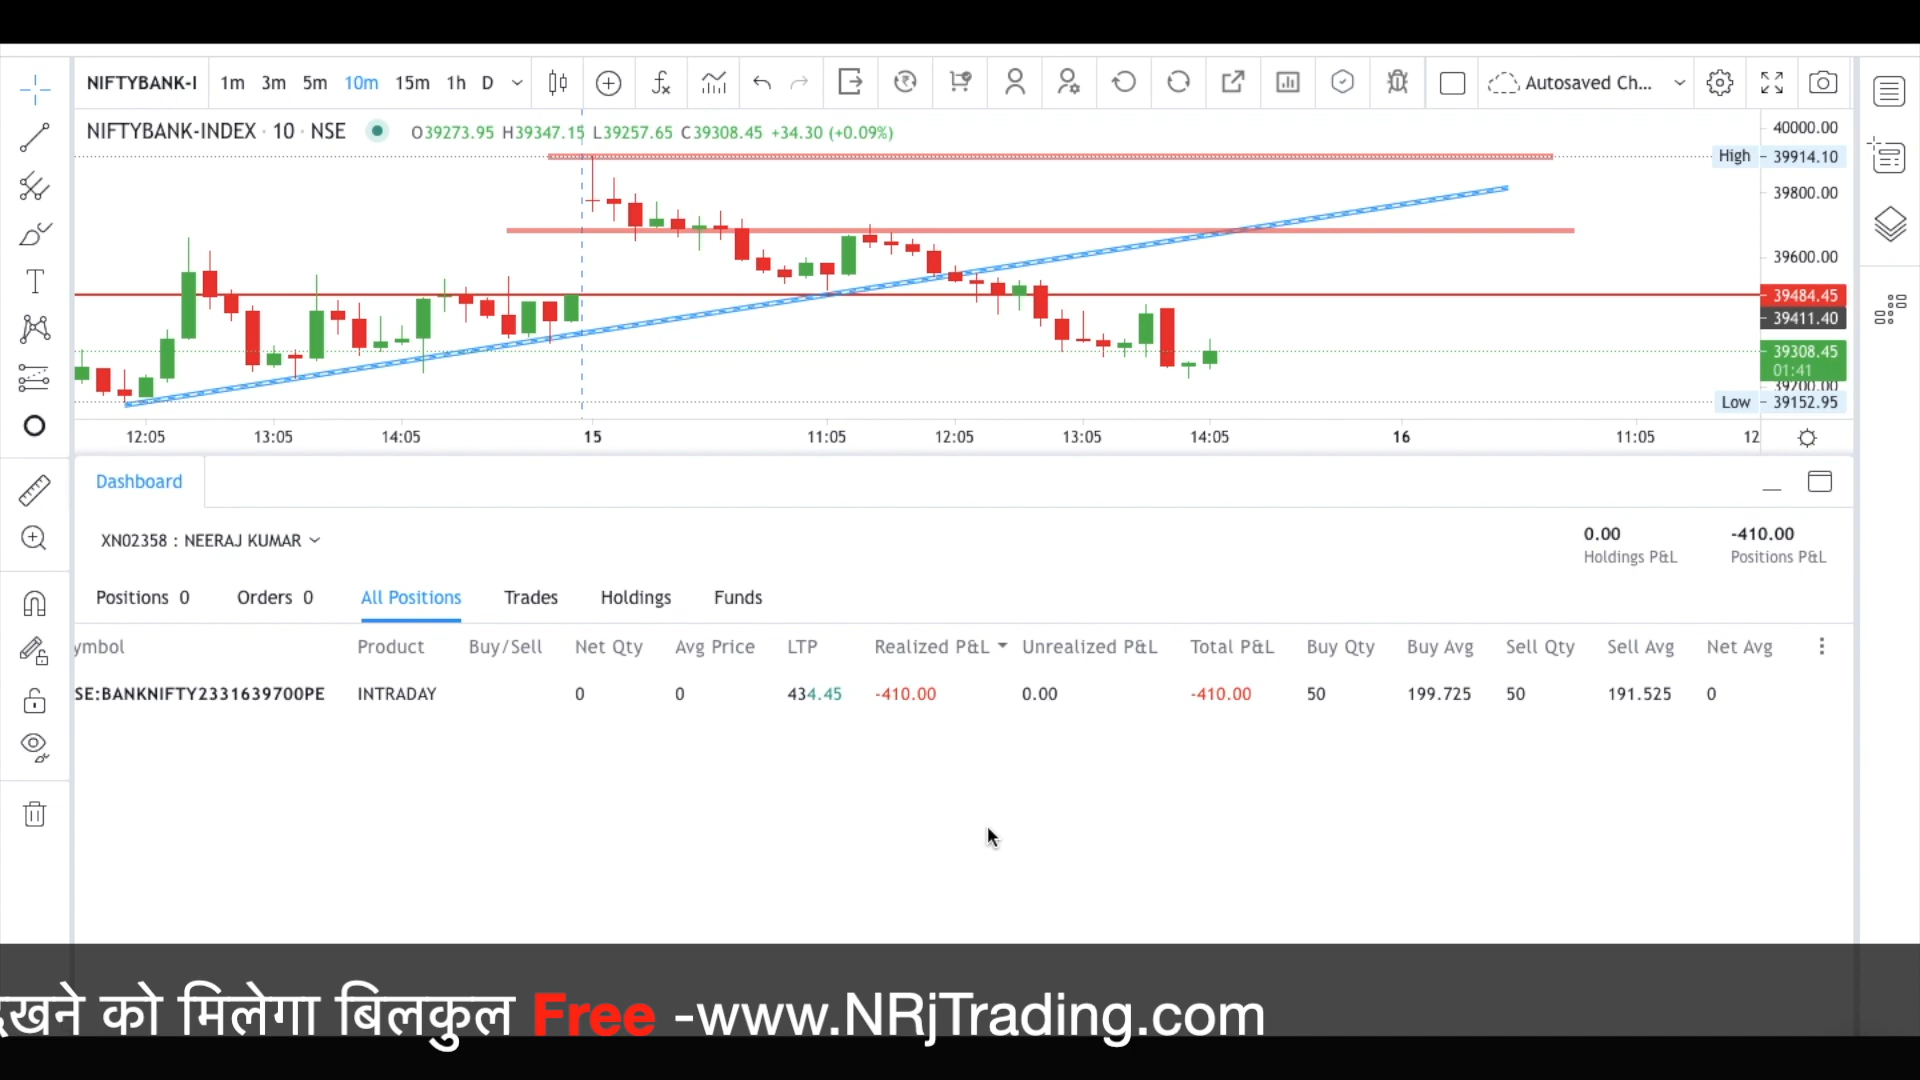 NIFTYBANK-I 1m 3m 5m 10m 15m 1h D Autosaved Ch...
NIFTYBANK-INDEX · 10 · NSE O39273.95 H39347.15 L39257.65 C39308.45 +34.30 (+0.09%)
40000.00
High 39914.10
39800.00
39600.00
39484.45
39411.40
39308.45
01:41
39200.00
Low 39152.95
12:05 13:05 14:05 15 11:05 12:05 13:05 14:05 16 11:05 12
Dashboard
XN02358 : NEERAJ KUMAR 0.00 -410.00
Holdings P&L Positions P&L
Positions 0 Orders 0 All Positions Trades Holdings Funds
ymbol Product Buy/Sell Net Qty Avg Price LTP Realized P&L Unrealized P&L Total P&L Buy Qty Buy Avg Sell Qty Sell Avg Net Avg
SE:BANKNIFTY2331639700PE INTRADAY 0 0 434.45 -410.00 0.00 -410.00 50 199.725 50 191.525 0
देखने को मिलेगा बिलकुल Free -www.NRjTrading.com